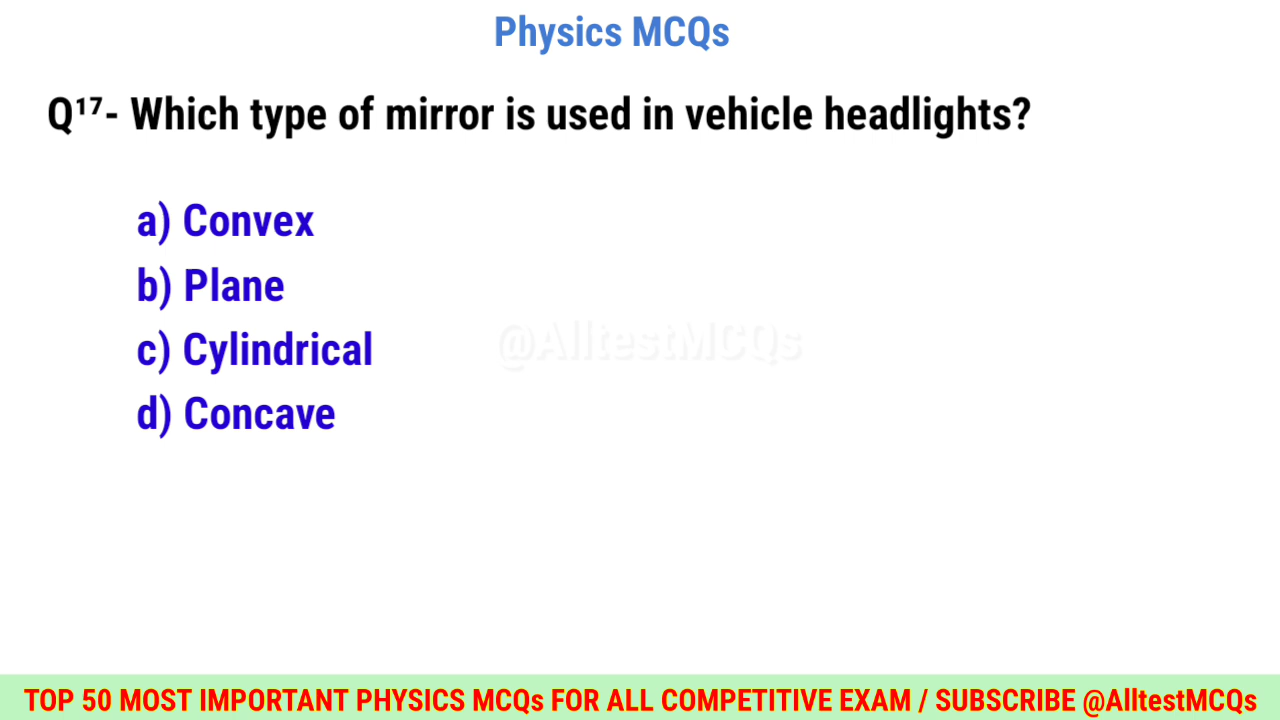 Physics MCQs
Q¹⁷- Which type of mirror is used in vehicle headlights?
a) Convex
b) Plane
c) Cylindrical
@AlltestMCQs
d) Concave
TOP 50 MOST IMPORTANT PHYSICS MCQs FOR ALL COMPETITIVE EXAM / SUBSCRIBE @AlltestMCQs